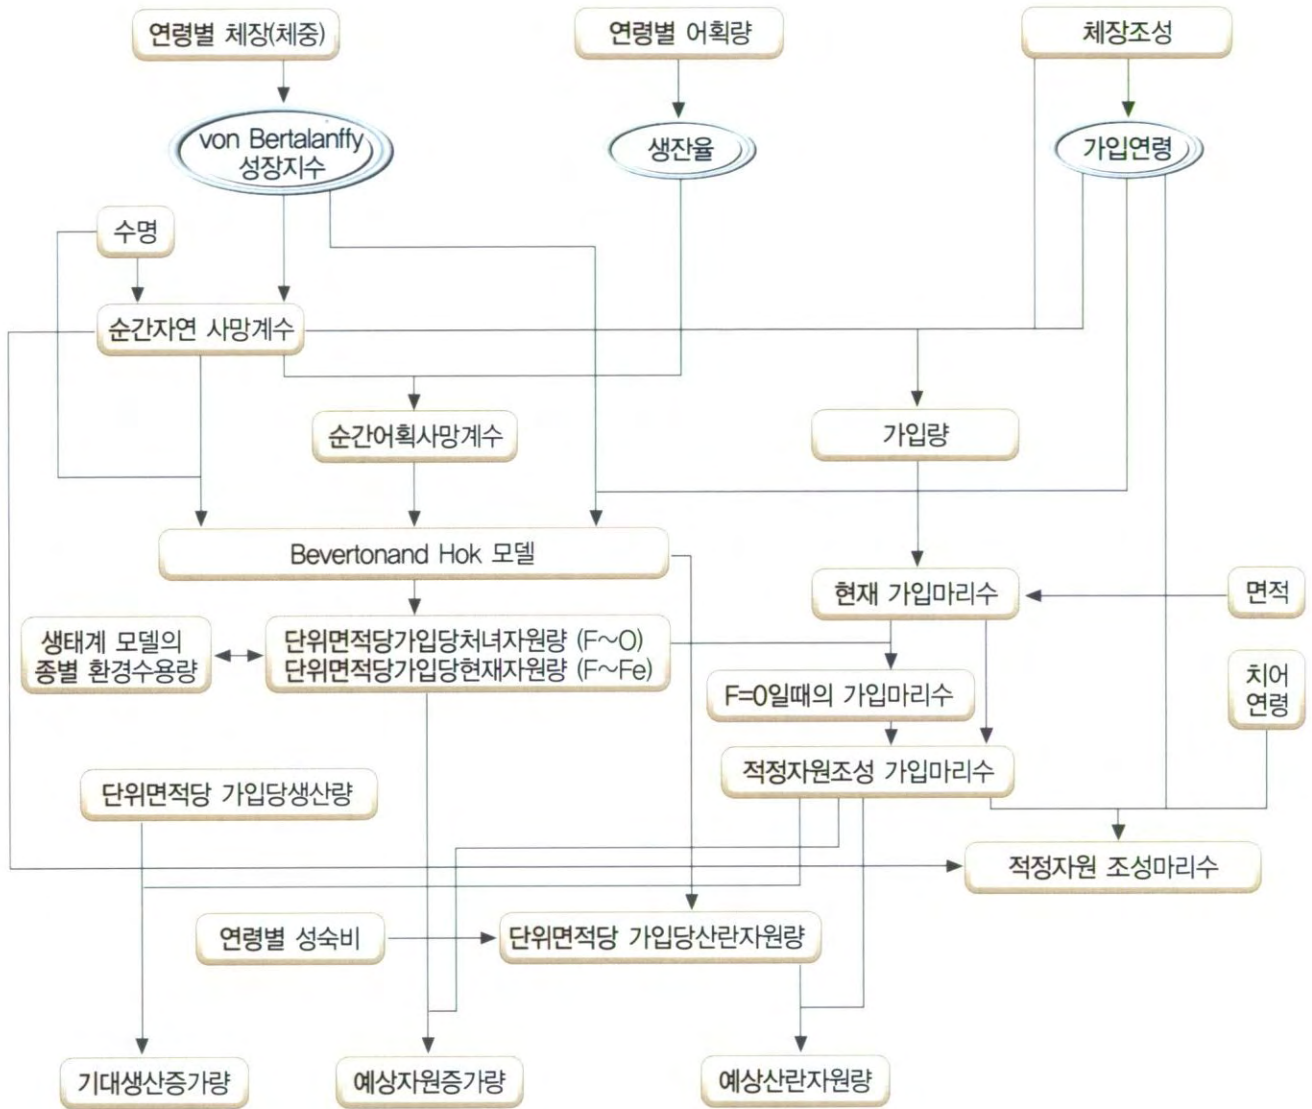 연령별 체장(체중)
연령별 어획량
체장조성
von Bertalanffy
성장지수
생잔율
가입연령
수명
순간자연 사망계수
순간어획사망계수
가입량
Bevertonand Hok 모델
현재 가입마리수
면적
생태계 모델의
종별 환경수용량
단위면적당가입당처녀자원량 (F~O)
단위면적당가입당현재자원량 (F~Fe)
F=0일때의 가입마리수
치어
연령
적정자원조성 가입마리수
단위면적당 가입당생산량
적정자원 조성마리수
연령별 성숙비
단위면적당 가입당산란자원량
기대생산증가량
예상자원증가량
예상산란자원량